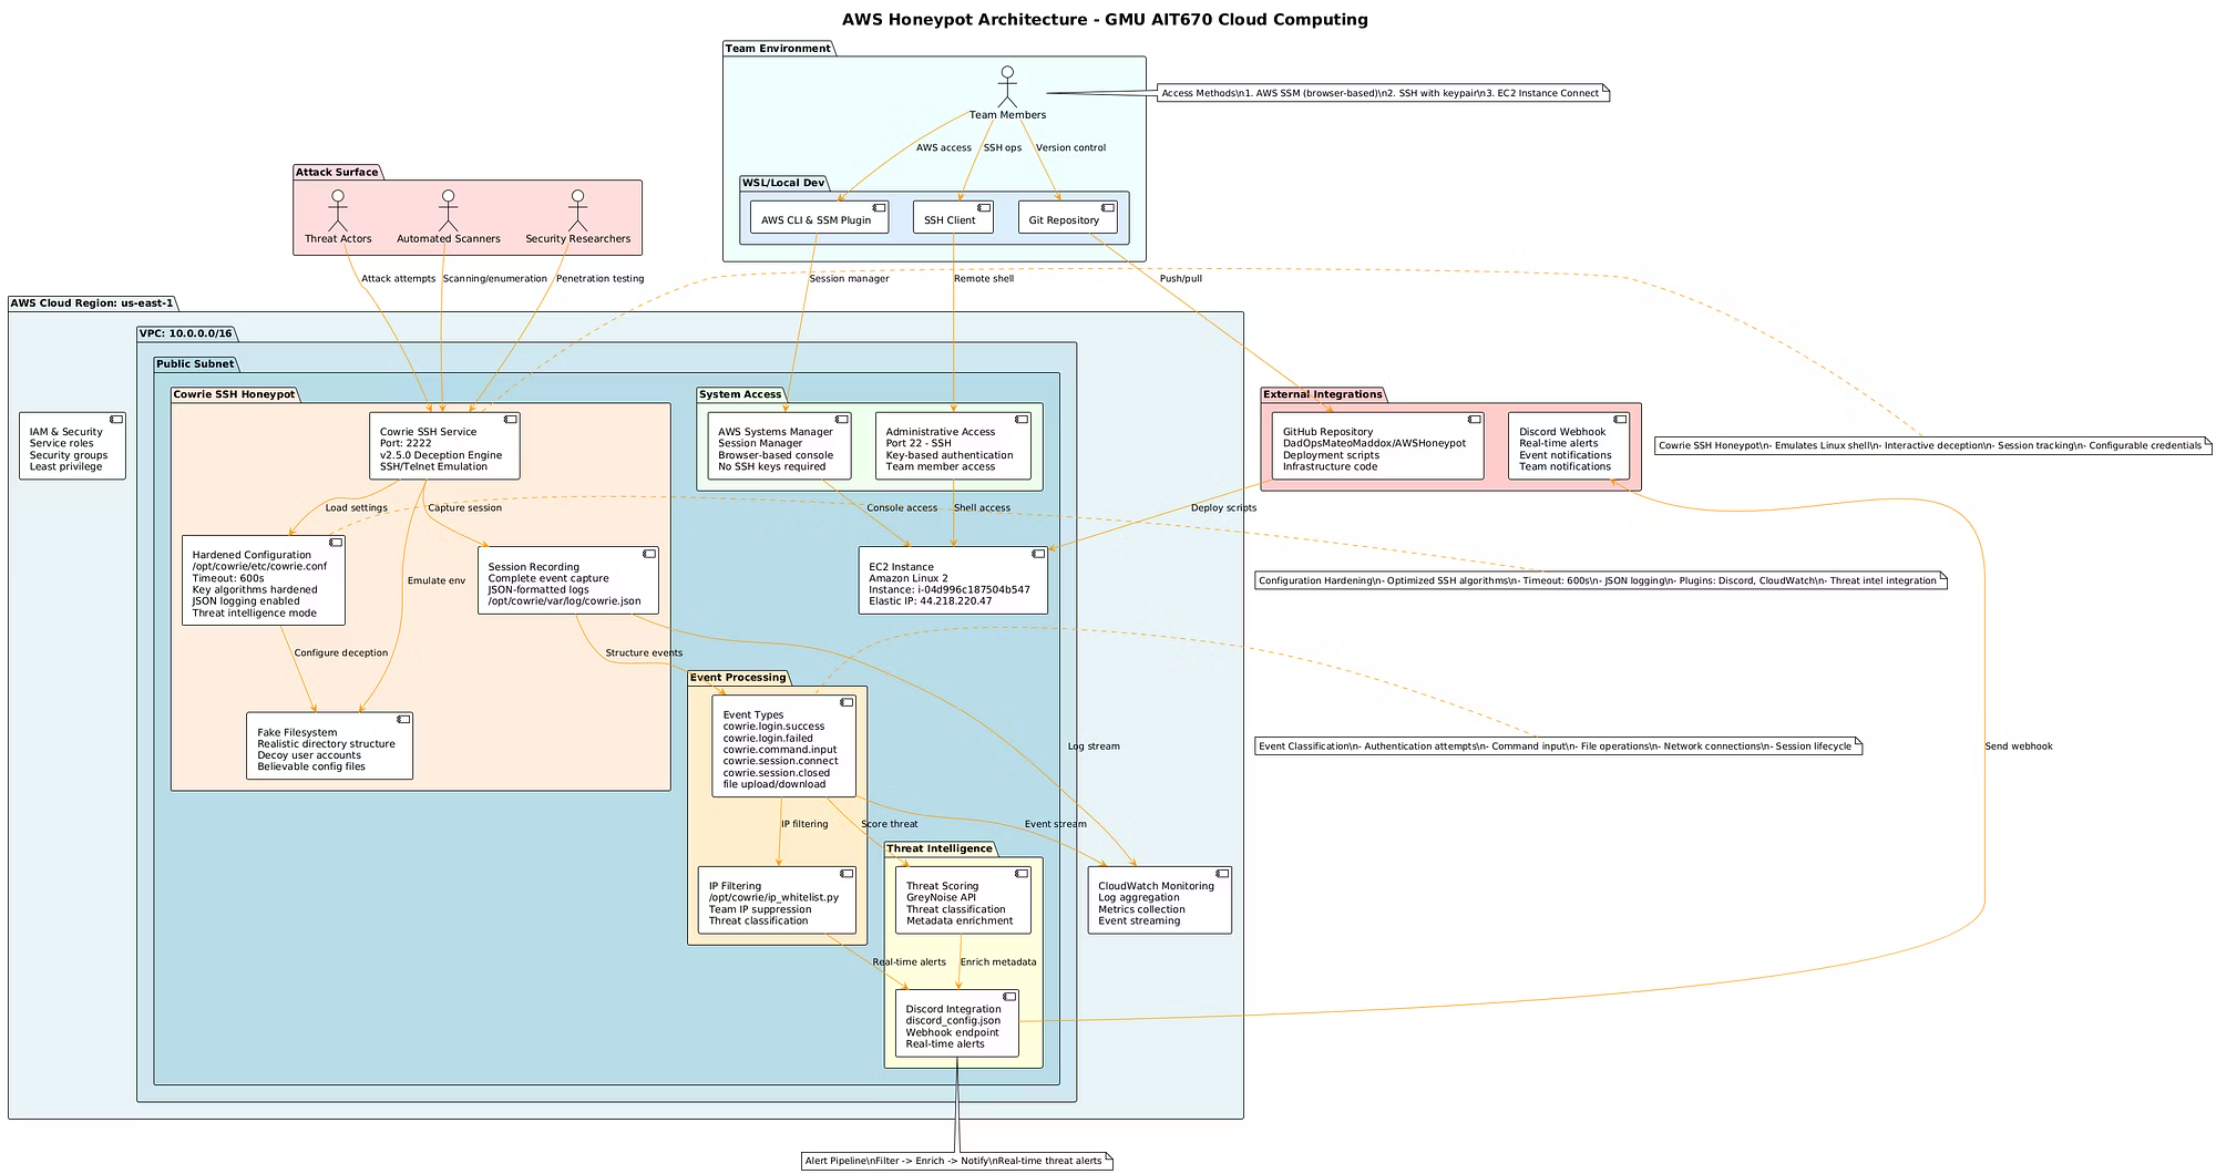 AWS Honeypot Architecture - GMU AIT670 Cloud Computing
Team Environment
Team Members
Access Methods\n1. AWS SSM (browser-based)\n2. SSH with keypair\n3. EC2 Instance Connect
AWS access
SSH ops
Version control
WSL/Local Dev
AWS CLI & SSM Plugin
SSH Client
Git Repository
Attack Surface
Threat Actors
Automated Scanners
Security Researchers
Attack attempts
Scanning/enumeration
Penetration testing
Session manager
Remote shell
Push/pull
AWS Cloud Region: us-east-1
VPC: 10.0.0.0/16
Public Subnet
IAM & Security
Service roles
Security groups
Least privilege
Cowrie SSH Honeypot
Cowrie SSH Service
Port: 2222
v2.5.0 Deception Engine
SSH/Telnet Emulation
System Access
AWS Systems Manager
Session Manager
Browser-based console
No SSH keys required
Administrative Access
Port 22 - SSH
Key-based authentication
Team member access
External Integrations
GitHub Repository
DadOpsMateoMaddox/AWSHoneypot
Deployment scripts
Infrastructure code
Discord Webhook
Real-time alerts
Event notifications
Team notifications
Cowrie SSH Honeypot\n- Emulates Linux shell\n- Interactive deception\n- Session tracking\n- Configurable credentials
Load settings
Capture session
Console access
Shell access
Deploy scripts
Hardened Configuration
/opt/cowrie/etc/cowrie.conf
Timeout: 600s
Key algorithms hardened
JSON logging enabled
Threat intelligence mode
Emulate env
Session Recording
Complete event capture
JSON-formatted logs
/opt/cowrie/var/log/cowrie.json
EC2 Instance
Amazon Linux 2
Instance: i-04d996c187504b547
Elastic IP: 44.218.220.47
Configuration Hardening\n- Optimized SSH algorithms\n- Timeout: 600s\n- JSON logging\n- Plugins: Discord, CloudWatch\n- Threat intel integration
Configure deception
Structure events
Fake Filesystem
Realistic directory structure
Decoy user accounts
Believable config files
Event Processing
Event Types
cowrie.login.success
cowrie.login.failed
cowrie.command.input
cowrie.session.connect
cowrie.session.closed
file upload/download
Log stream
Event Classification\n- Authentication attempts\n- Command input\n- File operations\n- Network connections\n- Session lifecycle
Send webhook
IP filtering
Score threat
Event stream
IP Filtering
/opt/cowrie/ip_whitelist.py
Team IP suppression
Threat classification
Threat Intelligence
Threat Scoring
GreyNoise API
Threat classification
Metadata enrichment
CloudWatch Monitoring
Log aggregation
Metrics collection
Event streaming
Real-time alerts
Enrich metadata
Discord Integration
discord_config.json
Webhook endpoint
Real-time alerts
Alert Pipeline\nFilter -> Enrich -> Notify\nReal-time threat alerts